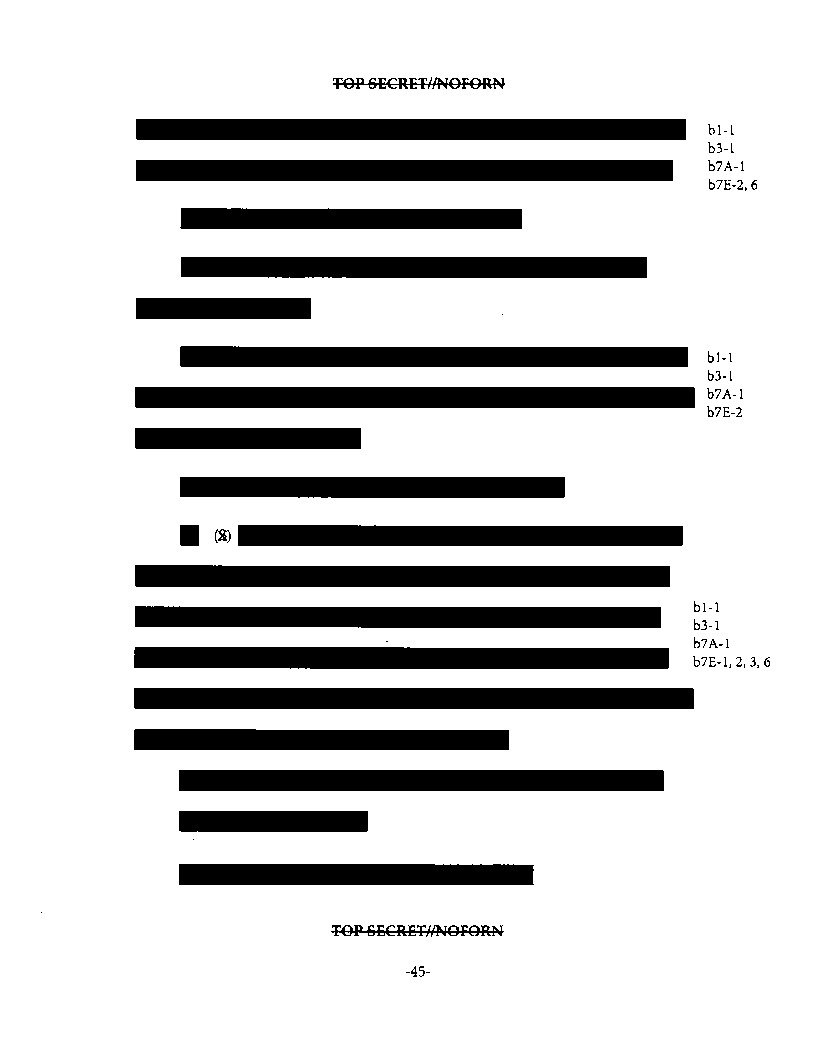 TOP SECRET//NOFORN
b1-1
b3-1
b7A-1
b7E-2, 6
b1-1
b3-1
b7A-1
b7E-2
(S)
b1-1
b3-1
b7A-1
b7E-1, 2, 3, 6
TOP SECRET//NOFORN
-45-